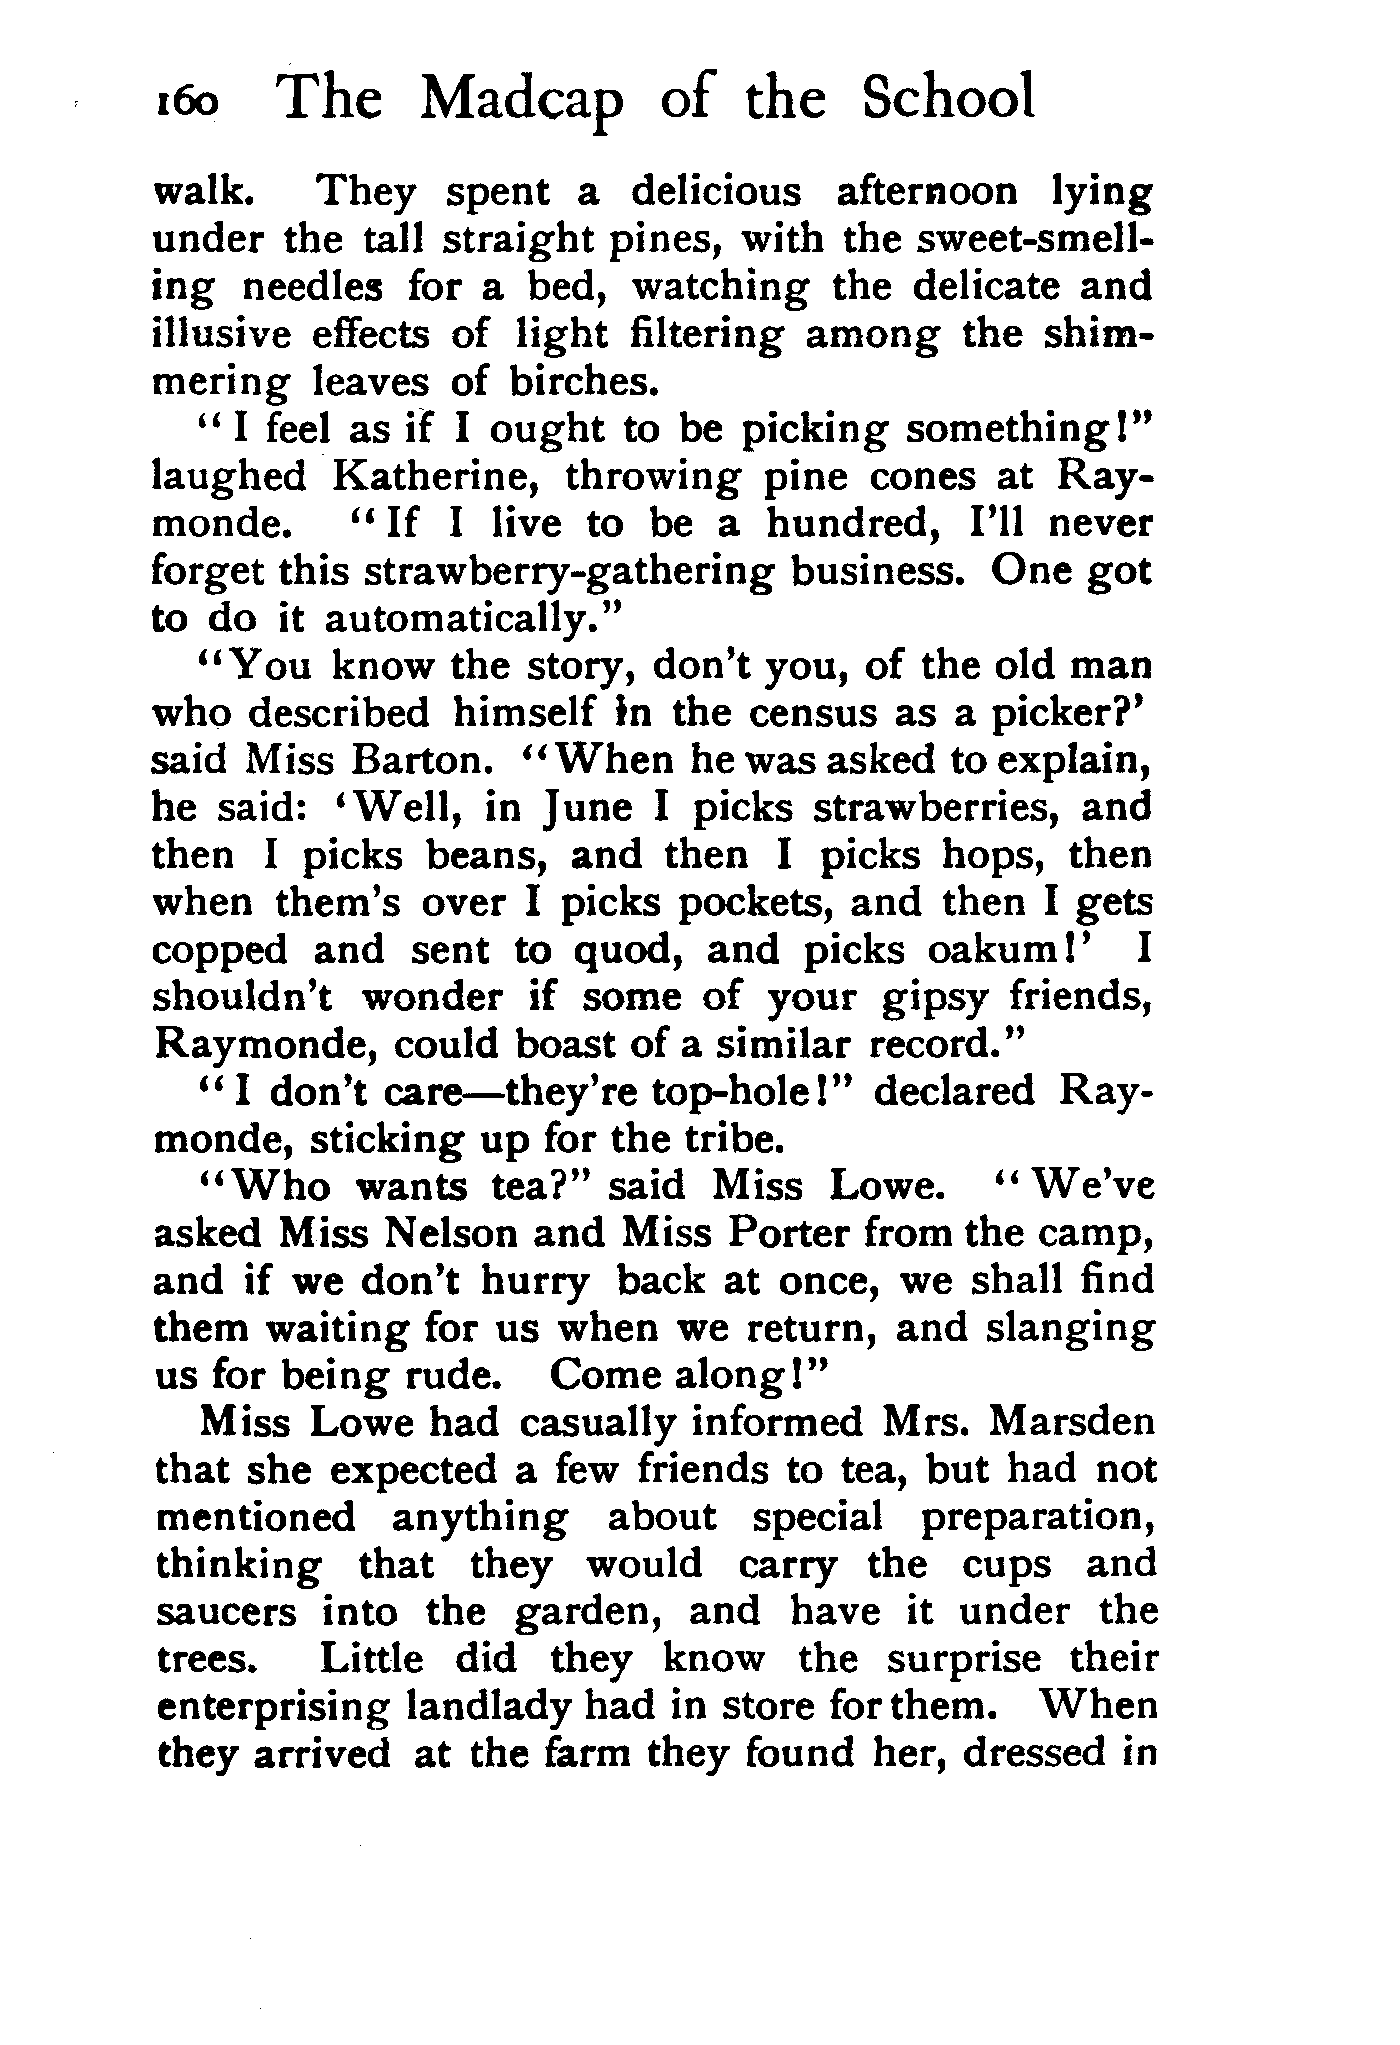 160 The Madcap of the School
walk. They spent a delicious afternoon lying
under the tall straight pines, with the sweet-smell-
ing needles for a bed, watching the delicate and
illusive effects of light filtering among the shim-
mering leaves of birches.
“I feel as if I ought to be picking something!”
laughed Katherine, throwing pine cones at Ray-
monde. “If I live to be a hundred, I’ll never
forget this strawberry-gathering business. One got
to do it automatically.”
“You know the story, don’t you, of the old man
who described himself in the census as a picker?’
said Miss Barton. “When he was asked to explain,
he said: ‘Well, in June I picks strawberries, and
then I picks beans, and then I picks hops, then
when them’s over I picks pockets, and then I gets
copped and sent to quod, and picks oakum!’ I
shouldn’t wonder if some of your gipsy friends,
Raymonde, could boast of a similar record.”
“I don’t care—they’re top-hole!” declared Ray-
monde, sticking up for the tribe.
“Who wants tea?” said Miss Lowe. “We’ve
asked Miss Nelson and Miss Porter from the camp,
and if we don’t hurry back at once, we shall find
them waiting for us when we return, and slanging
us for being rude. Come along!”
Miss Lowe had casually informed Mrs. Marsden
that she expected a few friends to tea, but had not
mentioned anything about special preparation,
thinking that they would carry the cups and
saucers into the garden, and have it under the
trees. Little did they know the surprise their
enterprising landlady had in store for them. When
they arrived at the farm they found her, dressed in